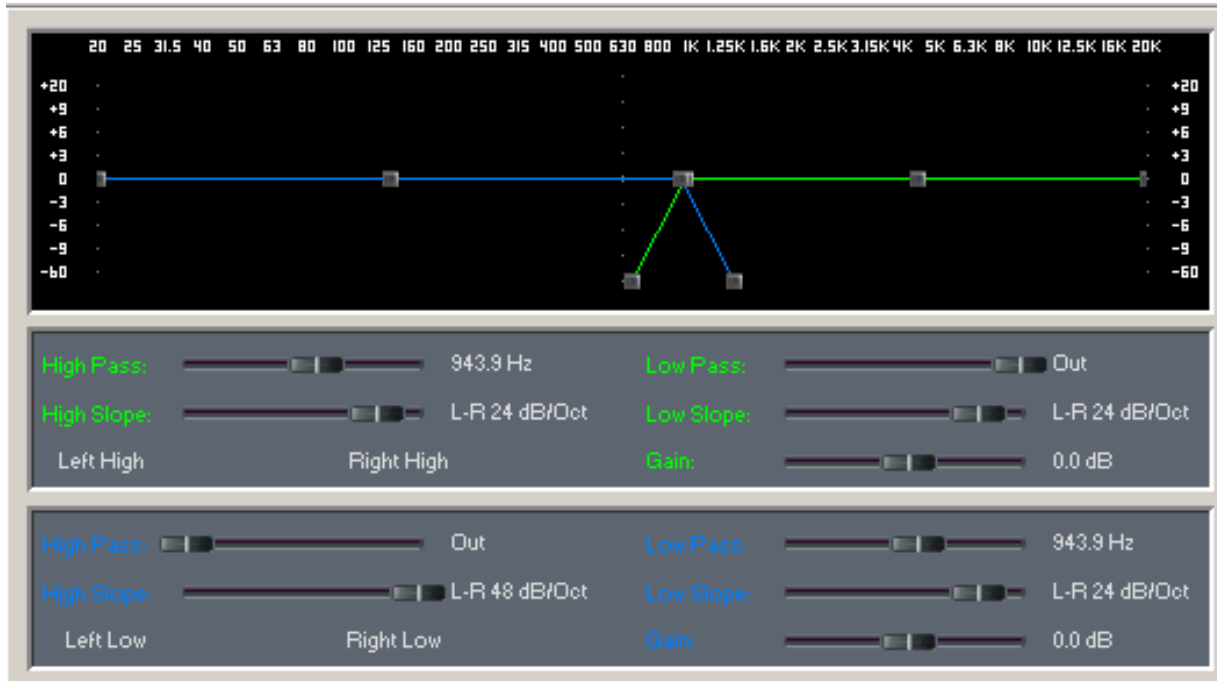 20 25 31.5 40 50 63 80 100 125 160 200 250 315 400 500 630 800 1K 1.25K 1.6K 2K 2.5K 3.15K 4K 5K 6.3K 8K 10K 12.5K 16K 20K
+20 +20
+9 +9
+6 +6
+3 +3
0 0
-3 -3
-6 -6
-9 -9
-60 -60
High Pass: 943.9 Hz Low Pass: Out
High Slope: L-R 24 dB/Oct Low Slope: L-R 24 dB/Oct
Left High Right High Gain: 0.0 dB
High Pass: Out Low Pass: 943.9 Hz
High Slope: L-R 48 dB/Oct Low Slope: L-R 24 dB/Oct
Left Low Right Low Gain: 0.0 dB